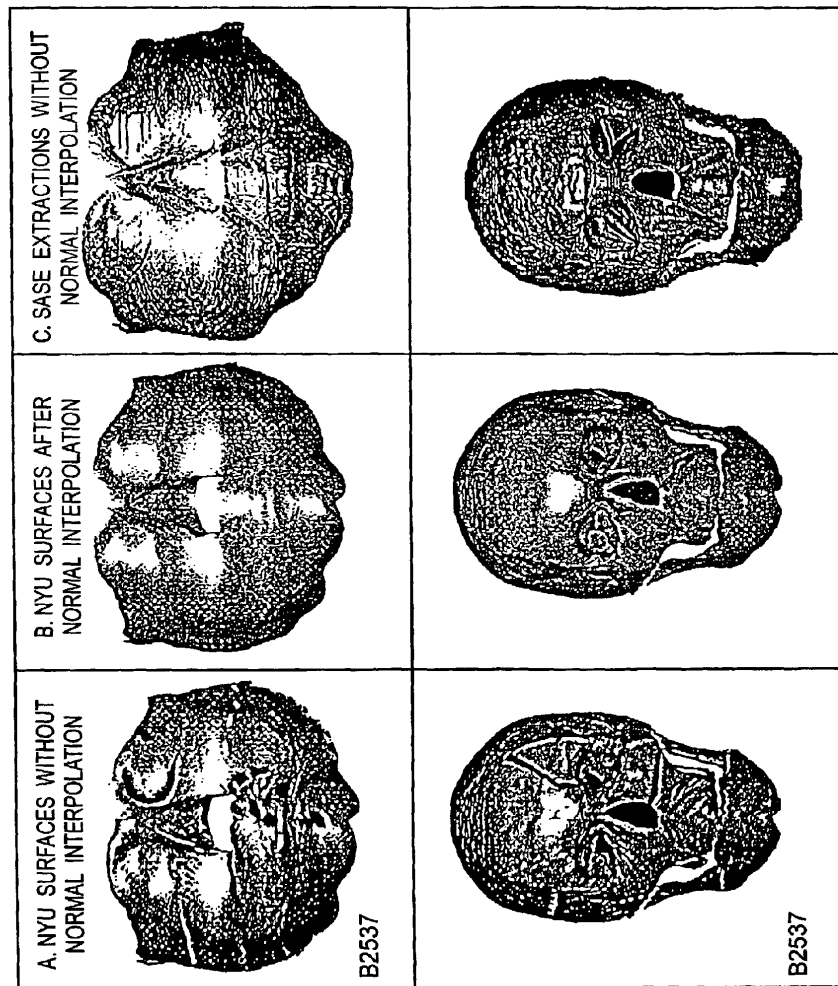 A. NYU SURFACES WITHOUT
NORMAL INTERPOLATION
B. NYU SURFACES AFTER
NORMAL INTERPOLATION
C. SASE EXTRACTIONS WITHOUT
NORMAL INTERPOLATION
B2537
B2537